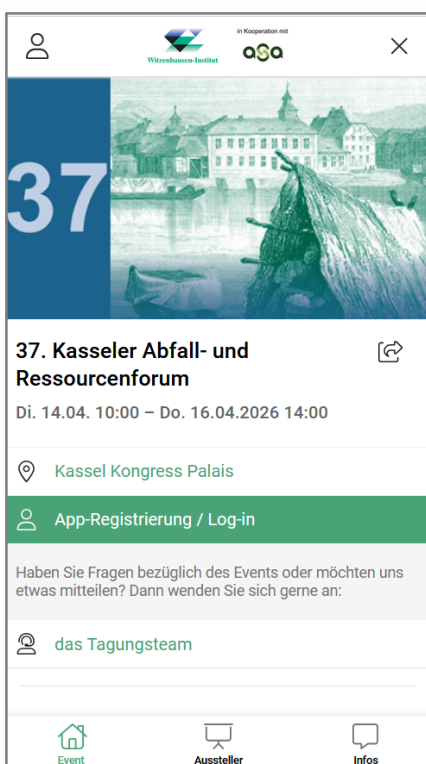 in Kooperation mit
Witzenhausen-Institut
asa
37
37. Kasseler Abfall- und
Ressourcenforum
Di. 14.04. 10:00 – Do. 16.04.2026 14:00
Kassel Kongress Palais
App-Registrierung / Log-in
Haben Sie Fragen bezüglich des Events oder möchten uns
etwas mitteilen? Dann wenden Sie sich gerne an:
das Tagungsteam
Event
Aussteller
Infos